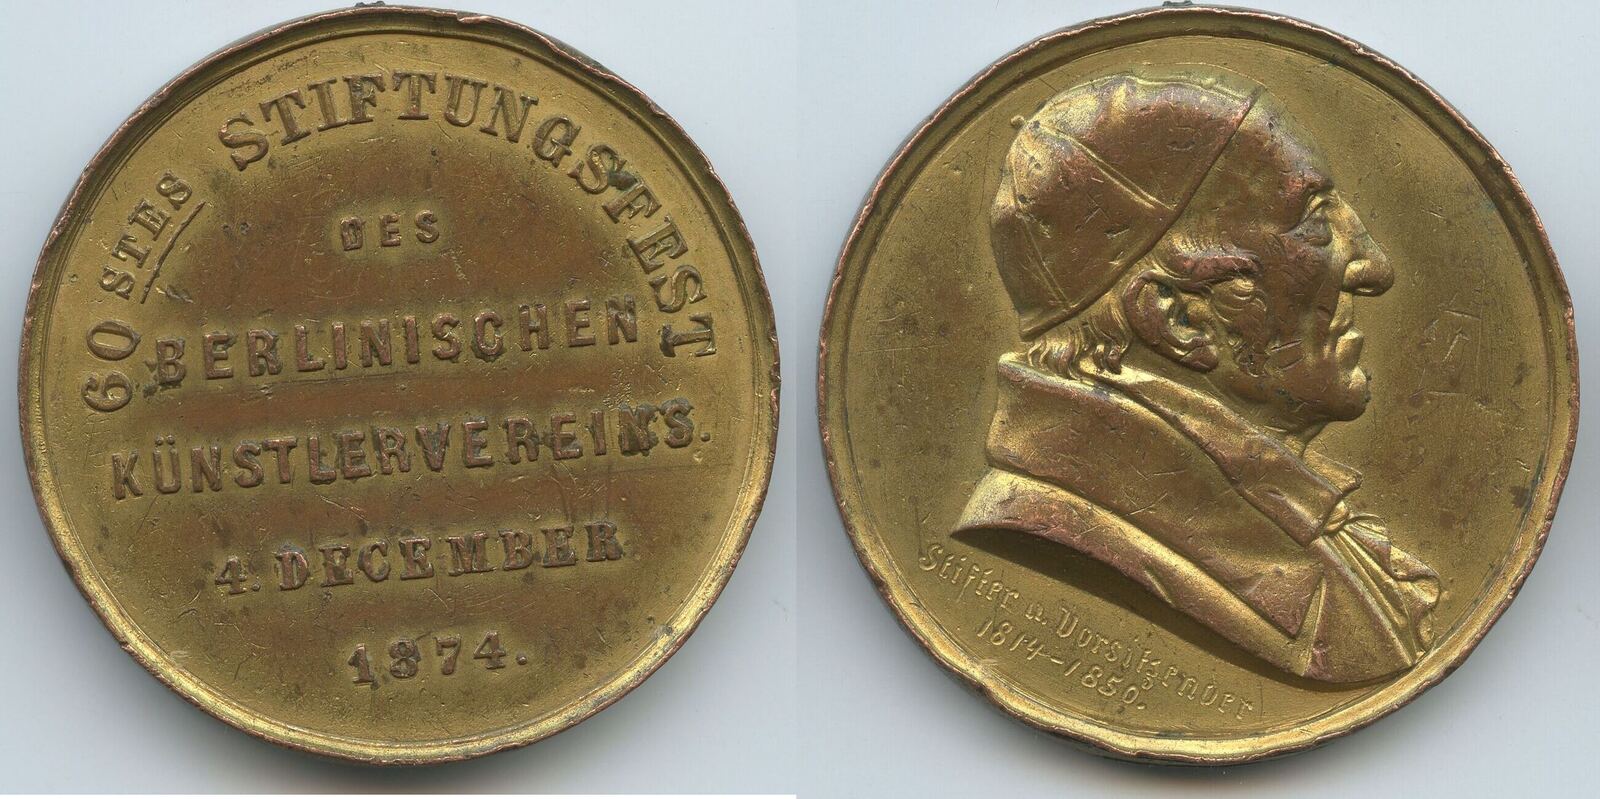 60 STES STIFTUNGSFEST
DES
BERLINISCHEN
KÜNSTLERVEREINS.
4. DECEMBER
1874.
Stifter u. Vorsitzender
1814-1850.